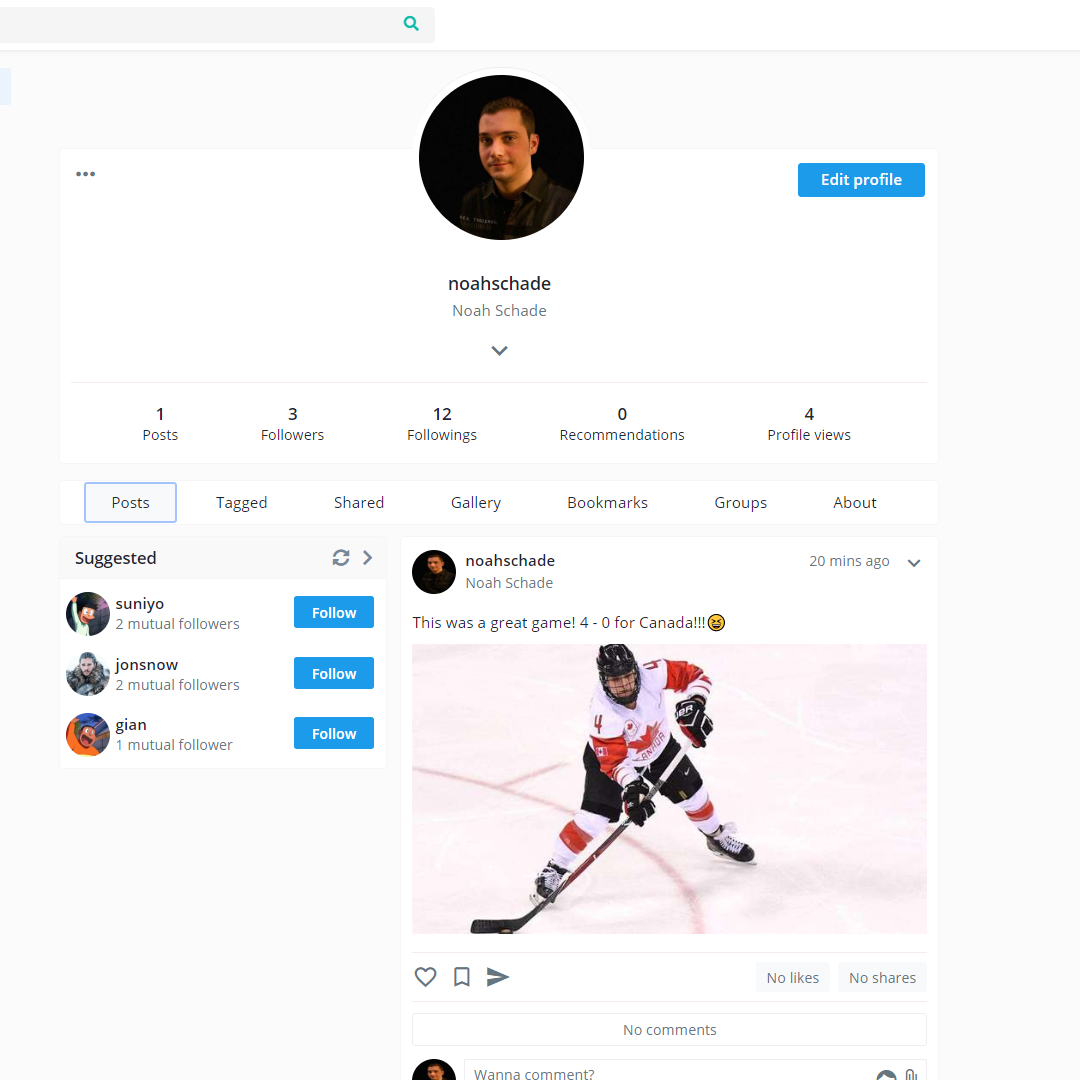 Edit profile
noahschade
Noah Schade
1
Posts
3
Followers
12
Followings
0
Recommendations
4
Profile views
Posts
Tagged
Shared
Gallery
Bookmarks
Groups
About
Suggested
suniyo
2 mutual followers
Follow
jonsnow
2 mutual followers
Follow
gian
1 mutual follower
Follow
noahschade
20 mins ago
Noah Schade
This was a great game! 4 - 0 for Canada!!!😆
4
4
CANADA
No likes
No shares
No comments
Wanna comment?